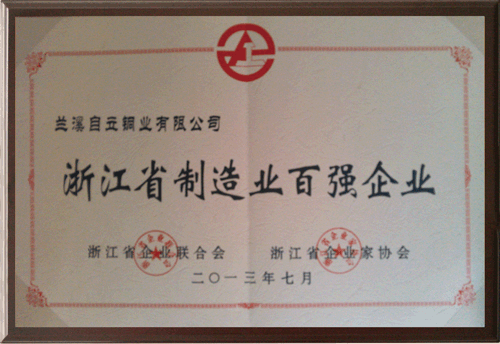 兰溪自立铜业有限公司
浙江省制造业百强企业
浙江省企业联合会 浙江省企业家协会
二〇一三年七月